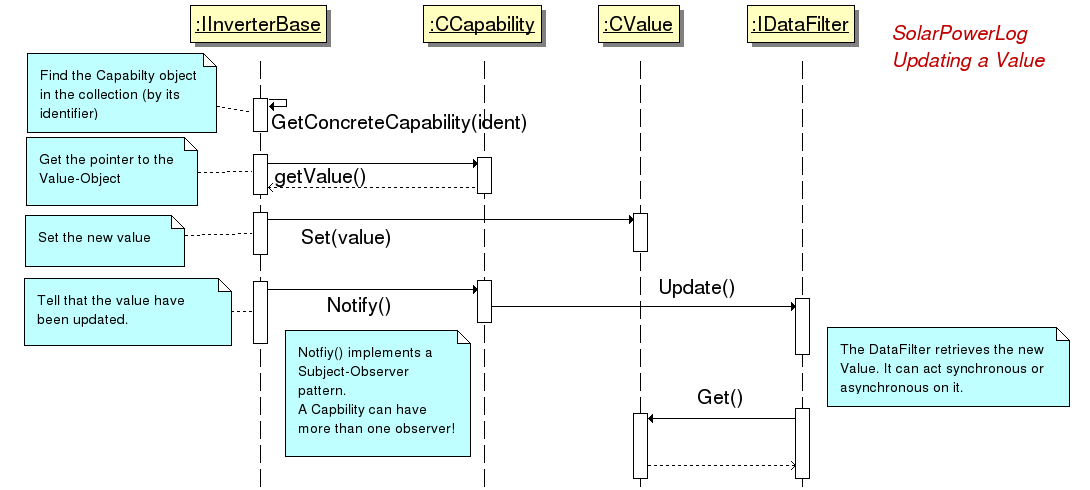 :IInverterBase
:CCapability
:CValue
:IDataFilter
SolarPowerLog
Updating a Value
Find the Capabilty object
in the collection (by its
identifier)
GetConcreteCapability(ident)
Get the pointer to the
Value-Object
getValue()
Set the new value
Set(value)
Tell that the value have
been updated.
Notify()
Update()
Notfiy() implements a
Subject-Observer
pattern.
A Capbility can have
more than one observer!
The DataFilter retrieves the new
Value. It can act synchronous or
asynchronous on it.
Get()